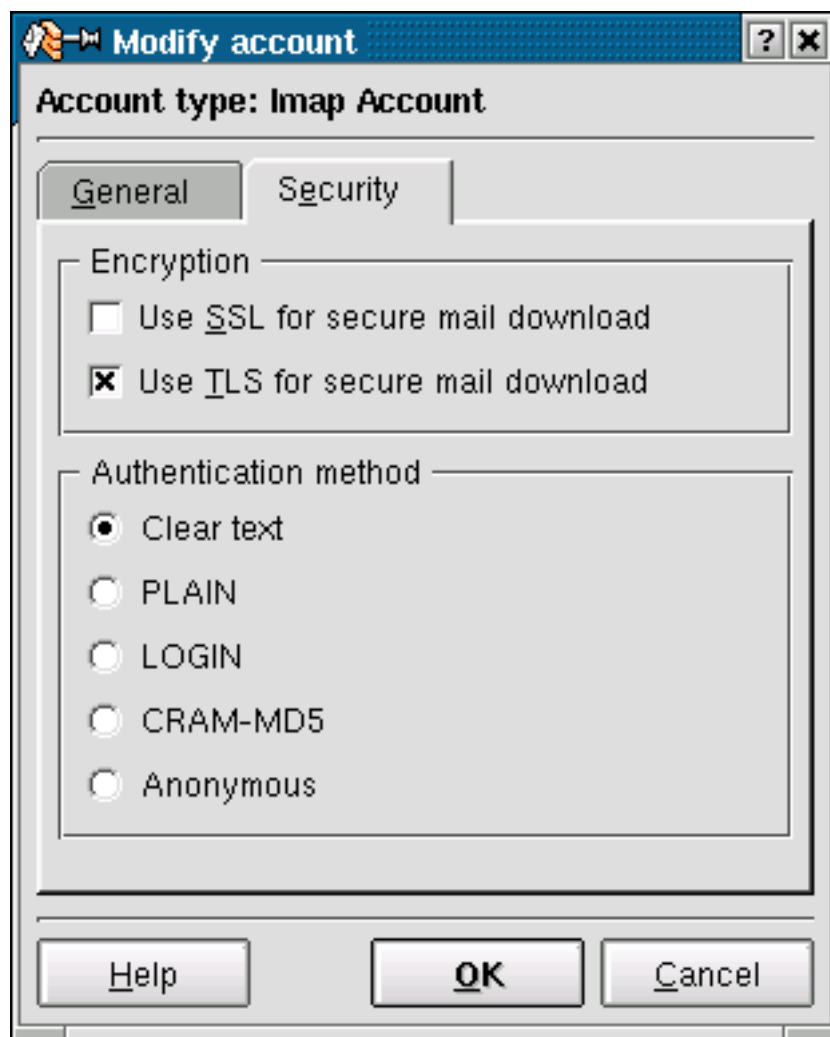 Modify account ?
Account type: Imap Account
General Security
Encryption
Use SSL for secure mail download
Use TLS for secure mail download
Authentication method
Clear text
PLAIN
LOGIN
CRAM-MD5
Anonymous
Help OK Cancel